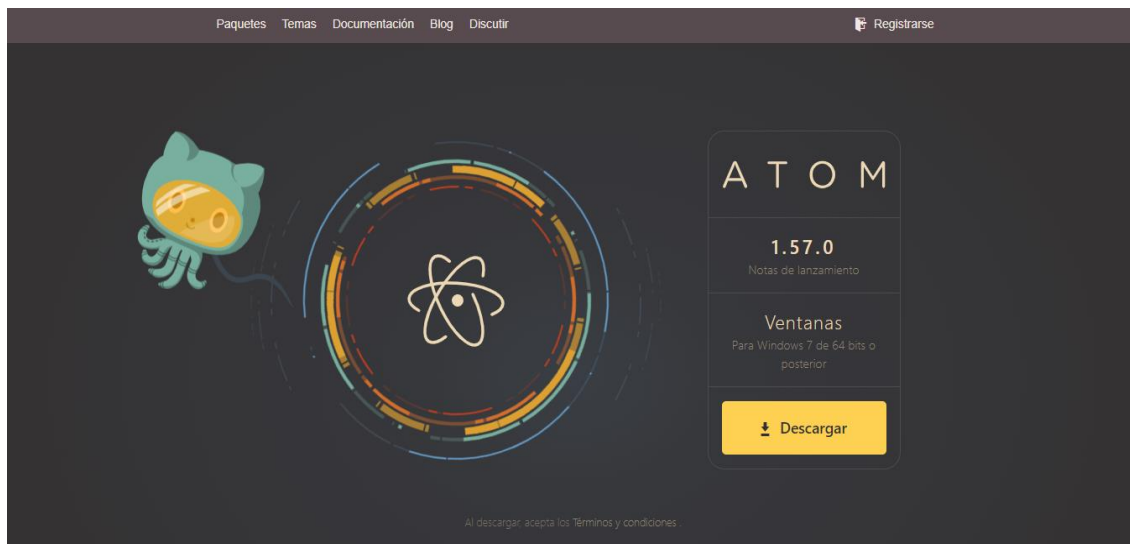 Paquetes Temas Documentación Blog Discutir Registrarse
ATOM
1.57.0
Notas de lanzamiento
Ventanas
Para Windows 7 de 64 bits o
posterior
Descargar
Al descargar, acepta los Términos y condiciones .